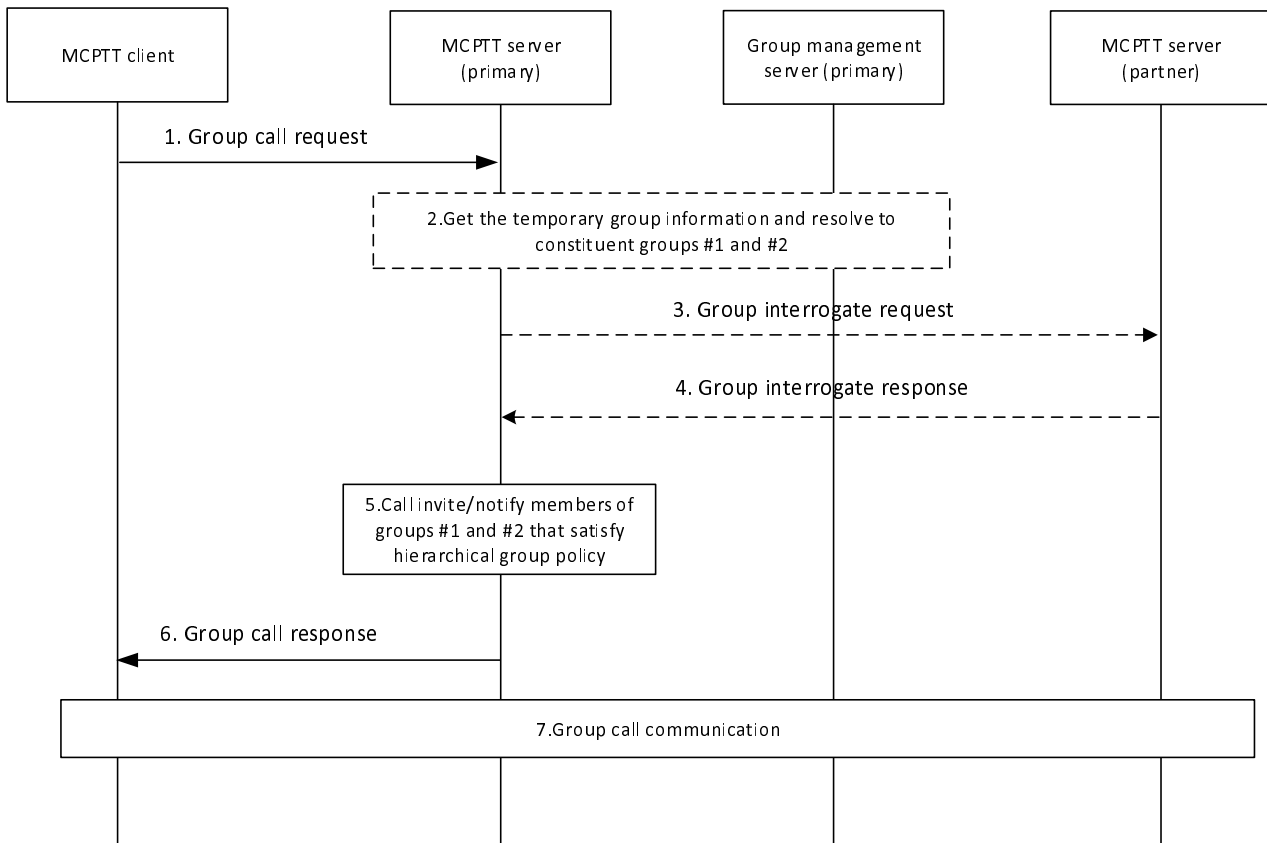 MCPTT client
MCPTT server
(primary)
Group management
server (primary)
MCPTT server
(partner)
1. Group call request
2.Get the temporary group information and resolve to
constituent groups #1 and #2
3. Group interrogate request
4. Group interrogate response
5.Call invite/notify members of
groups #1 and #2 that satisfy
hierarchical group policy
6. Group call response
7.Group call communication